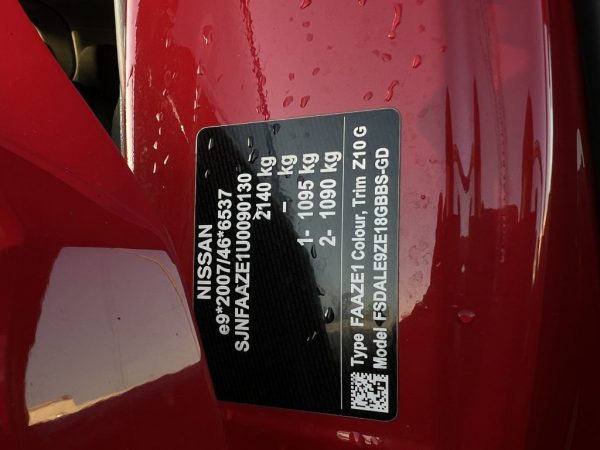 NISSAN
e9*2007/46*6537
SJNFAAZE1U0090130
2140 kg
– kg
1- 1095 kg
2- 1090 kg
Type FAAZE1 Colour, Trim Z10 G
Model FSDALE9ZE18GBBS-GD